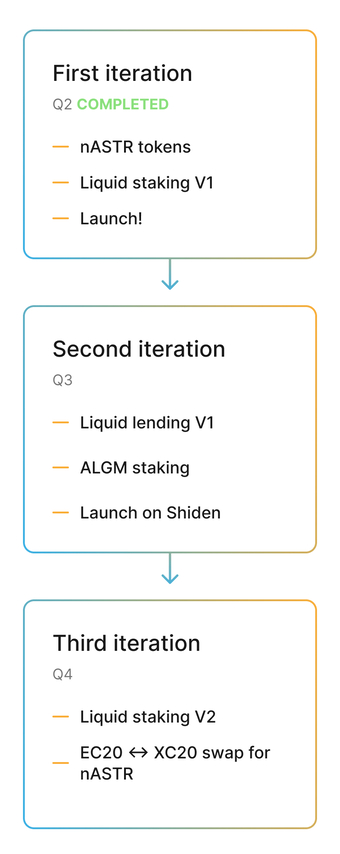 First iteration
Q2 COMPLETED
— nASTR tokens
— Liquid staking V1
— Launch!
Second iteration
Q3
— Liquid lending V1
— ALGM staking
— Launch on Shiden
Third iteration
Q4
— Liquid staking V2
— EC20 <-> XC20 swap for
nASTR